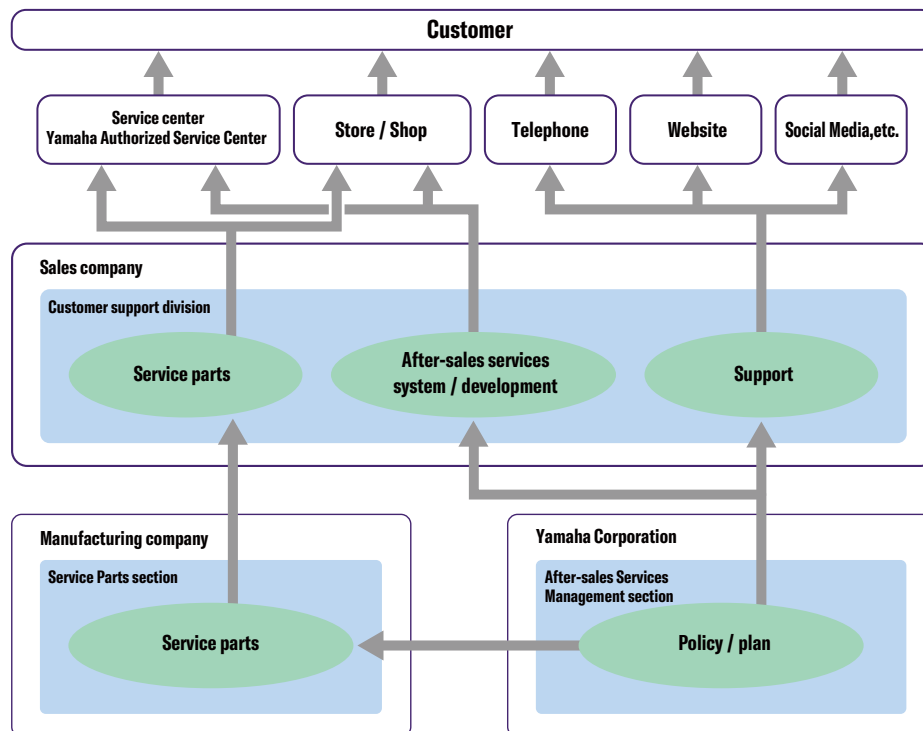 Customer
Service center
Yamaha Authorized Service Center
Store / Shop
Telephone
Website
Social Media,etc.
Sales company
Customer support division
Service parts
After-sales services
system / development
Support
Manufacturing company
Service Parts section
Service parts
Yamaha Corporation
After-sales Services
Management section
Policy / plan